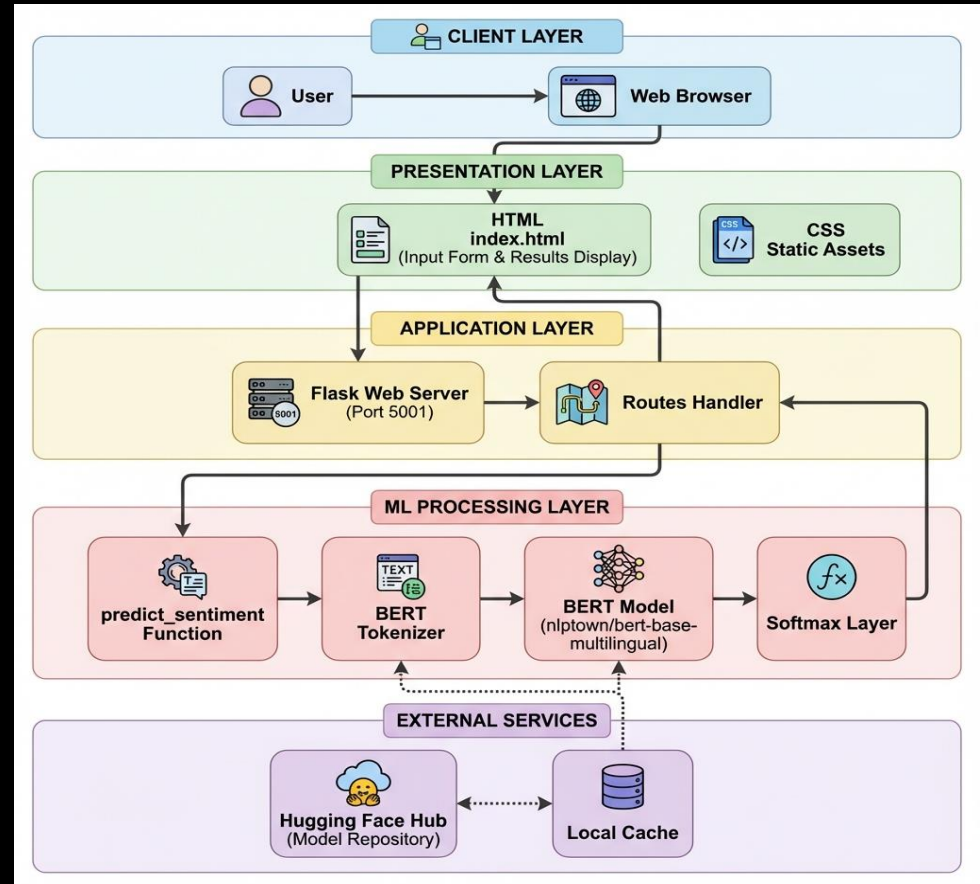 CLIENT LAYER
User
Web Browser
PRESENTATION LAYER
HTML
index.html
(Input Form & Results Display)
CSS
</>
CSS
Static Assets
APPLICATION LAYER
5001
Flask Web Server
(Port 5001)
Routes Handler
ML PROCESSING LAYER
T
predict_sentiment
Function
TEXT
BERT
Tokenizer
BERT Model
(nlptown/bert-base-
multilingual)
fx
Softmax Layer
EXTERNAL SERVICES
Hugging Face Hub
(Model Repository)
Local Cache